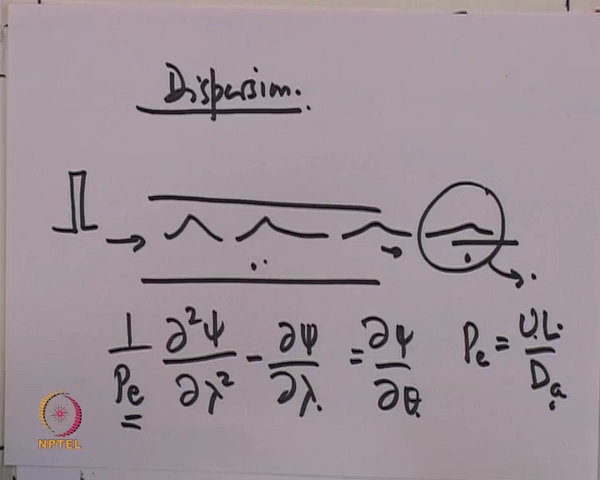 Dispersion.
1/Pe ∂²ψ/∂λ² - ∂ψ/∂λ = ∂ψ/∂θ Pe = UL/Da
NPTEL